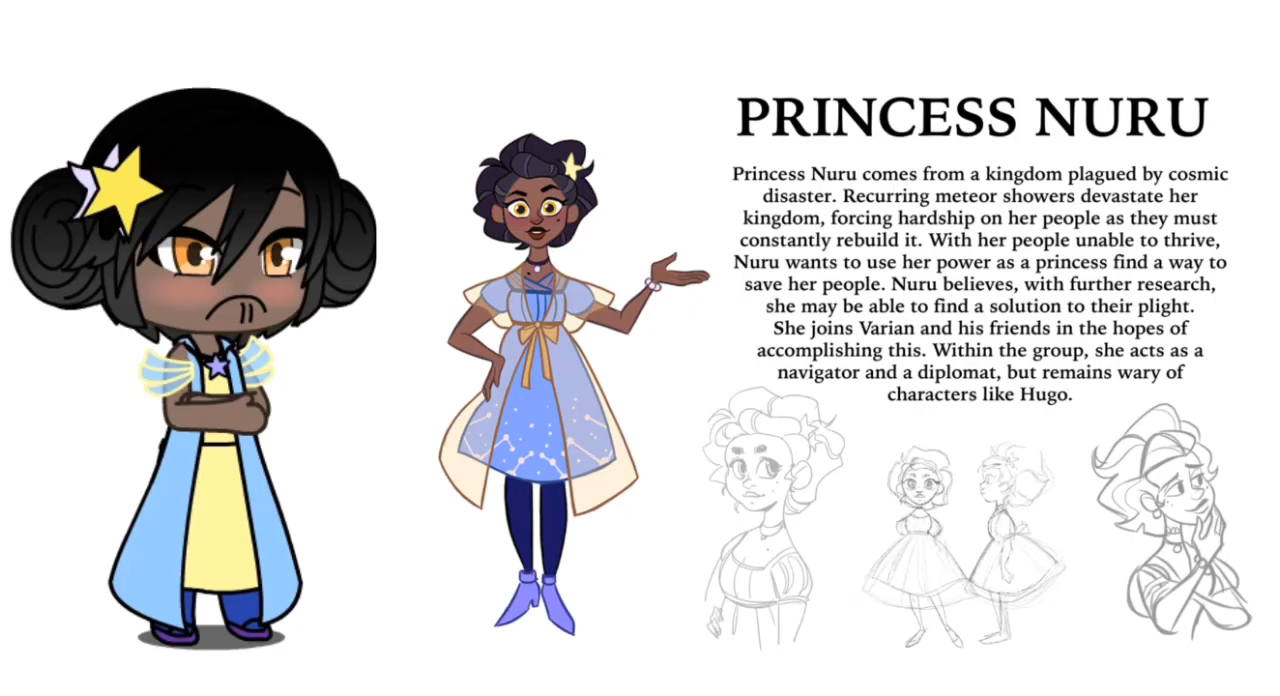 PRINCESS NURU
Princess Nuru comes from a kingdom plagued by cosmic
disaster. Recurring meteor showers devastate her
kingdom, forcing hardship on her people as they must
constantly rebuild it. With her people unable to thrive,
Nuru wants to use her power as a princess find a way to
save her people. Nuru believes, with further research,
she may be able to find a solution to their plight.
She joins Varian and his friends in the hopes of
accomplishing this. Within the group, she acts as a
navigator and a diplomat, but remains wary of
characters like Hugo.